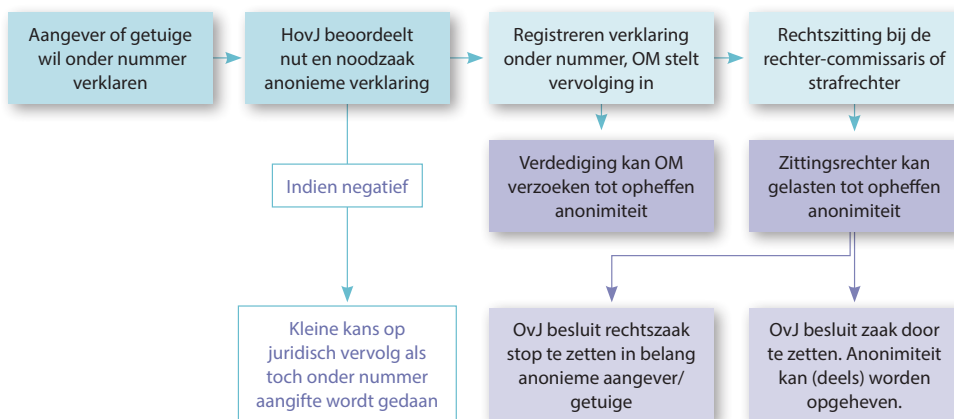 Aangever of getuige
wil onder nummer
verklaren
HovJ beoordeelt
nut en noodzaak
anonieme verklaring
Registreren verklaring
onder nummer, OM stelt
vervolging in
Rechtszitting bij de
rechter-commissaris of
strafrechter
Indien negatief
Verdediging kan OM
verzoeken tot opheffen
anonimiteit
Zittingsrechter kan
gelasten tot opheffen
anonimiteit
Kleine kans op
juridisch vervolg als
toch onder nummer
aangifte wordt gedaan
OvJ besluit rechtszaak
stop te zetten in belang
anonieme aangever/
getuige
OvJ besluit zaak door
te zetten. Anonimiteit
kan (deels) worden
opgeheven.